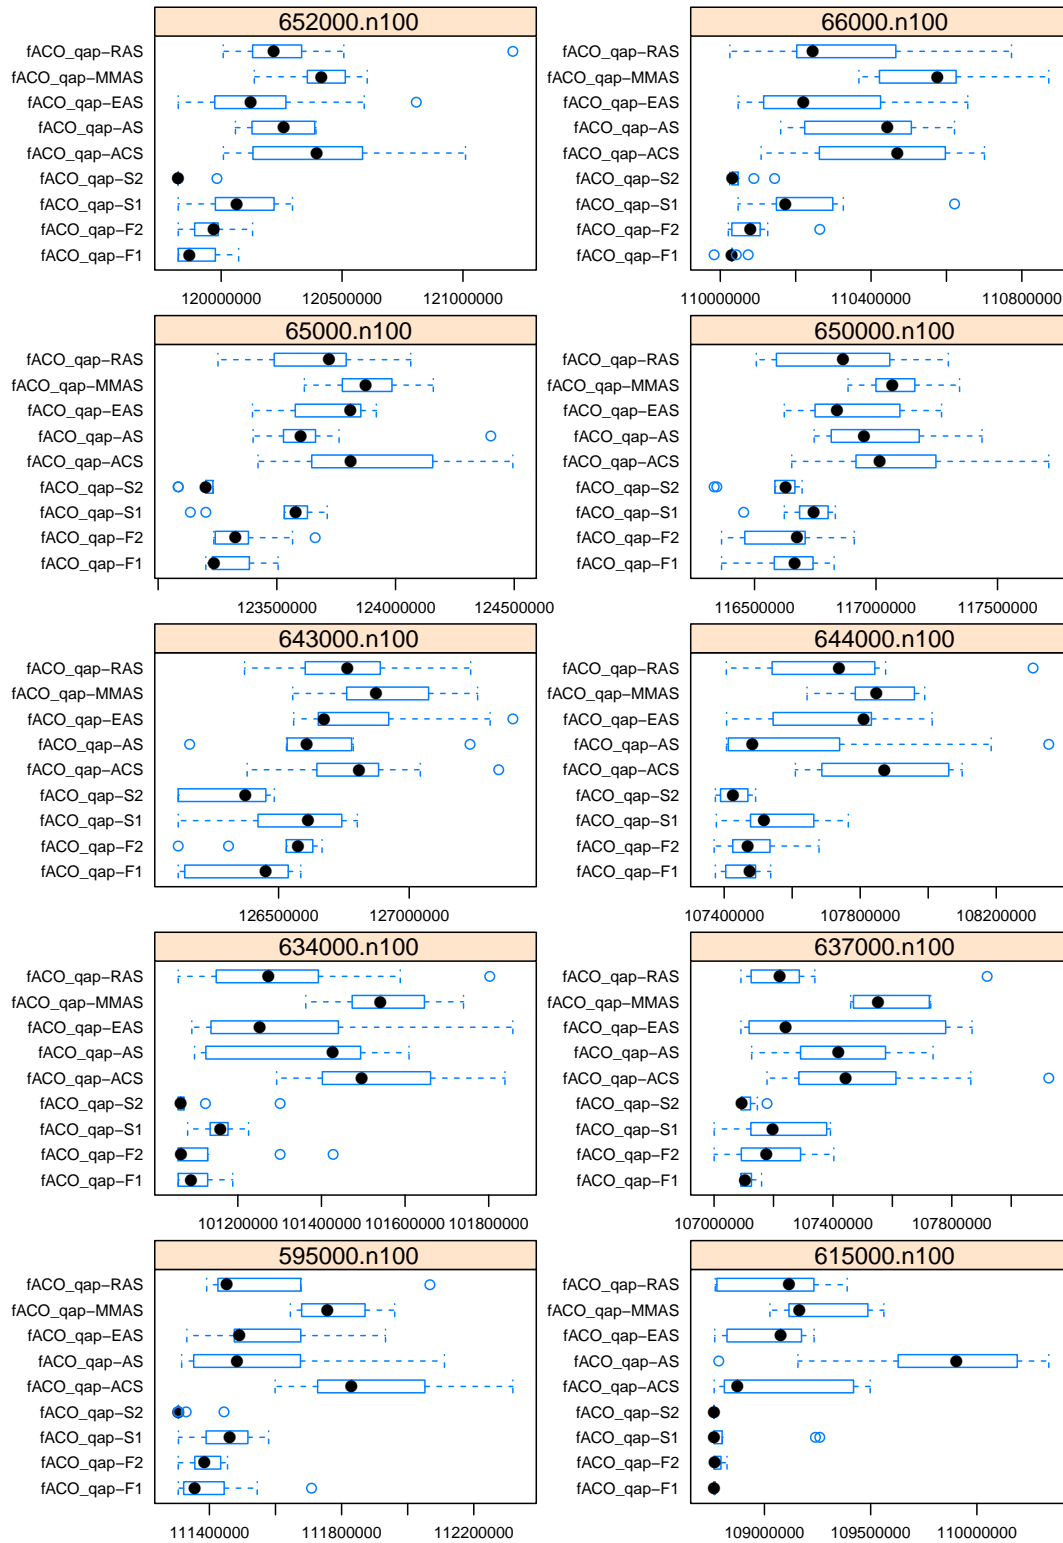 652000.n100
fACO_qap−RAS
fACO_qap−MMAS
fACO_qap−EAS
fACO_qap−AS
fACO_qap−ACS
fACO_qap−S2
fACO_qap−S1
fACO_qap−F2
fACO_qap−F1
120000000 120500000 121000000
66000.n100
fACO_qap−RAS
fACO_qap−MMAS
fACO_qap−EAS
fACO_qap−AS
fACO_qap−ACS
fACO_qap−S2
fACO_qap−S1
fACO_qap−F2
fACO_qap−F1
110000000 110400000 110800000
65000.n100
fACO_qap−RAS
fACO_qap−MMAS
fACO_qap−EAS
fACO_qap−AS
fACO_qap−ACS
fACO_qap−S2
fACO_qap−S1
fACO_qap−F2
fACO_qap−F1
123500000 124000000 124500000
650000.n100
fACO_qap−RAS
fACO_qap−MMAS
fACO_qap−EAS
fACO_qap−AS
fACO_qap−ACS
fACO_qap−S2
fACO_qap−S1
fACO_qap−F2
fACO_qap−F1
116500000 117000000 117500000
643000.n100
fACO_qap−RAS
fACO_qap−MMAS
fACO_qap−EAS
fACO_qap−AS
fACO_qap−ACS
fACO_qap−S2
fACO_qap−S1
fACO_qap−F2
fACO_qap−F1
126500000 127000000
644000.n100
fACO_qap−RAS
fACO_qap−MMAS
fACO_qap−EAS
fACO_qap−AS
fACO_qap−ACS
fACO_qap−S2
fACO_qap−S1
fACO_qap−F2
fACO_qap−F1
107400000 107800000 108200000
634000.n100
fACO_qap−RAS
fACO_qap−MMAS
fACO_qap−EAS
fACO_qap−AS
fACO_qap−ACS
fACO_qap−S2
fACO_qap−S1
fACO_qap−F2
fACO_qap−F1
101200000 101400000 101600000 101800000
637000.n100
fACO_qap−RAS
fACO_qap−MMAS
fACO_qap−EAS
fACO_qap−AS
fACO_qap−ACS
fACO_qap−S2
fACO_qap−S1
fACO_qap−F2
fACO_qap−F1
107000000 107400000 107800000
595000.n100
fACO_qap−RAS
fACO_qap−MMAS
fACO_qap−EAS
fACO_qap−AS
fACO_qap−ACS
fACO_qap−S2
fACO_qap−S1
fACO_qap−F2
fACO_qap−F1
111400000 111800000 112200000
615000.n100
fACO_qap−RAS
fACO_qap−MMAS
fACO_qap−EAS
fACO_qap−AS
fACO_qap−ACS
fACO_qap−S2
fACO_qap−S1
fACO_qap−F2
fACO_qap−F1
109000000 109500000 110000000